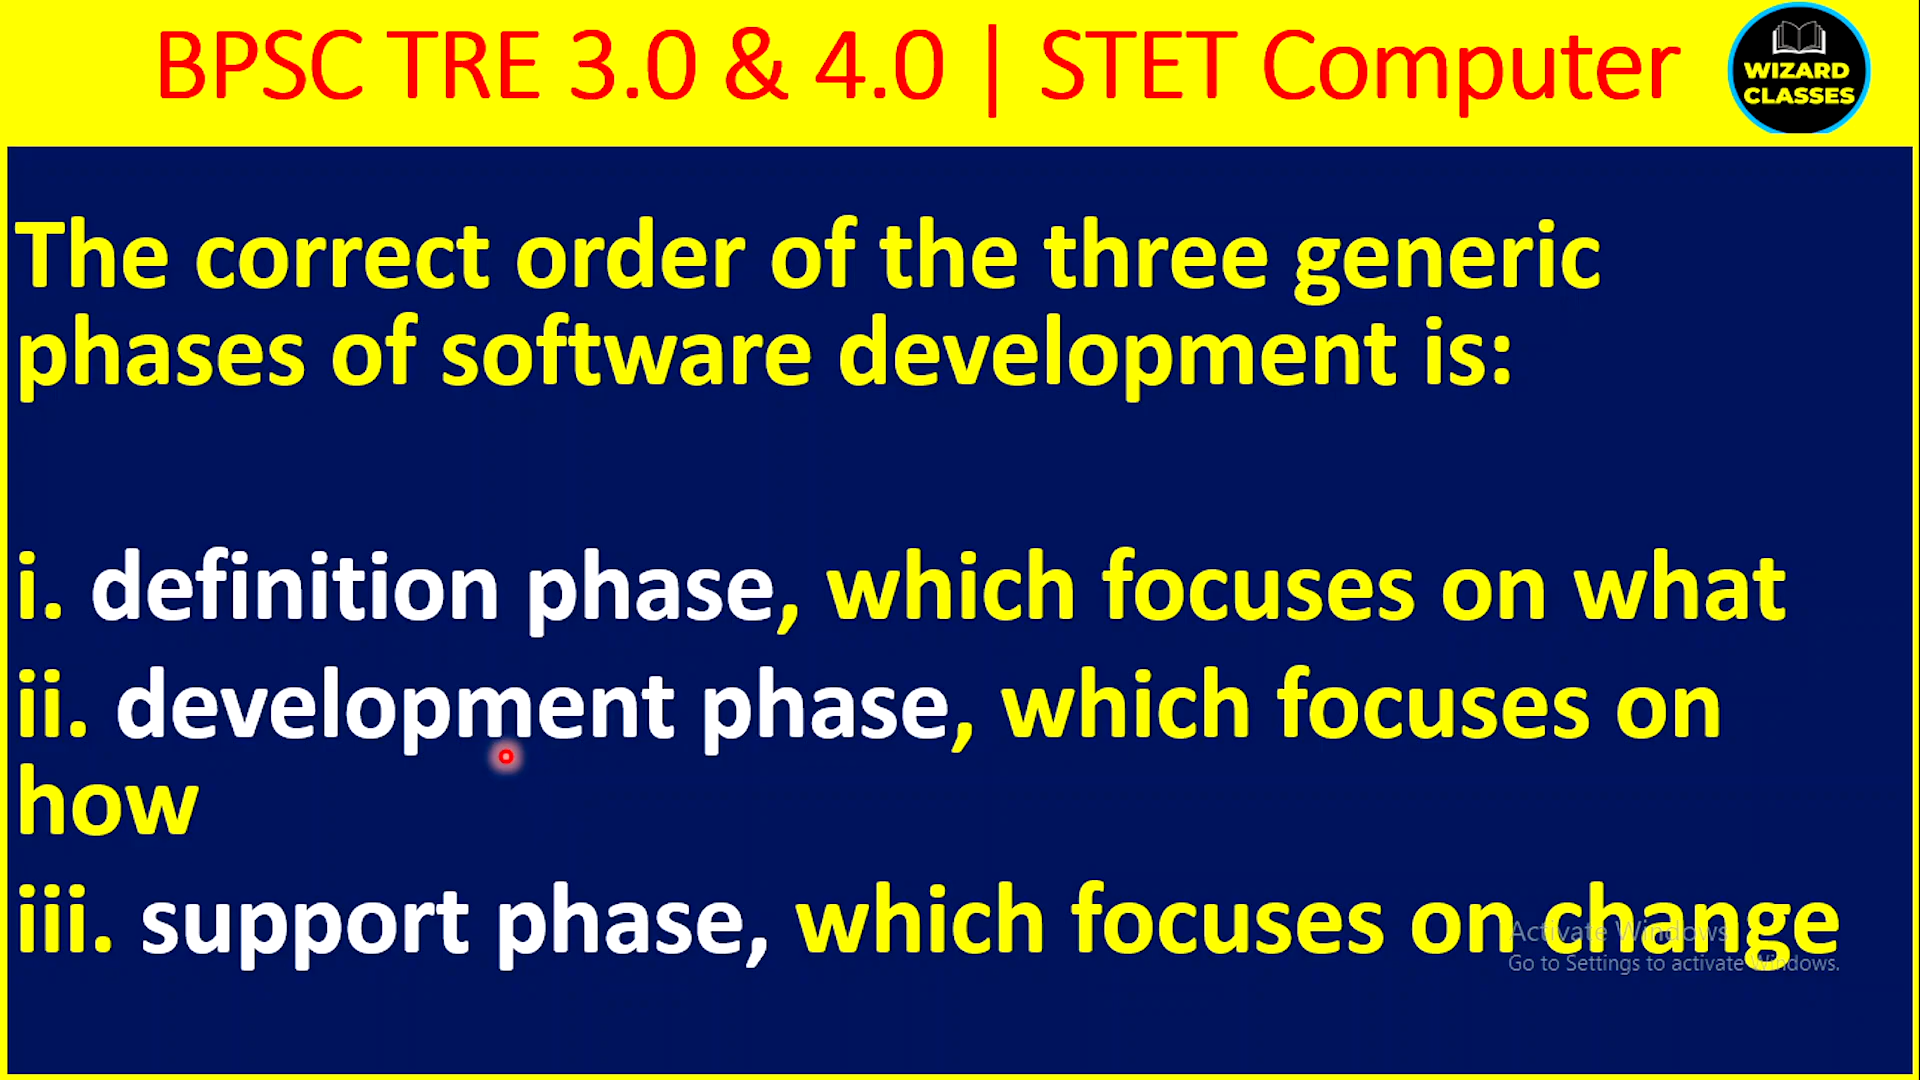 BPSC TRE 3.0 & 4.0 | STET Computer
WIZARD
CLASSES
The correct order of the three generic
phases of software development is:
i. definition phase, which focuses on what
ii. development phase, which focuses on
how
iii. support phase, which focuses on change
Activate Windows
Go to Settings to activate Windows.